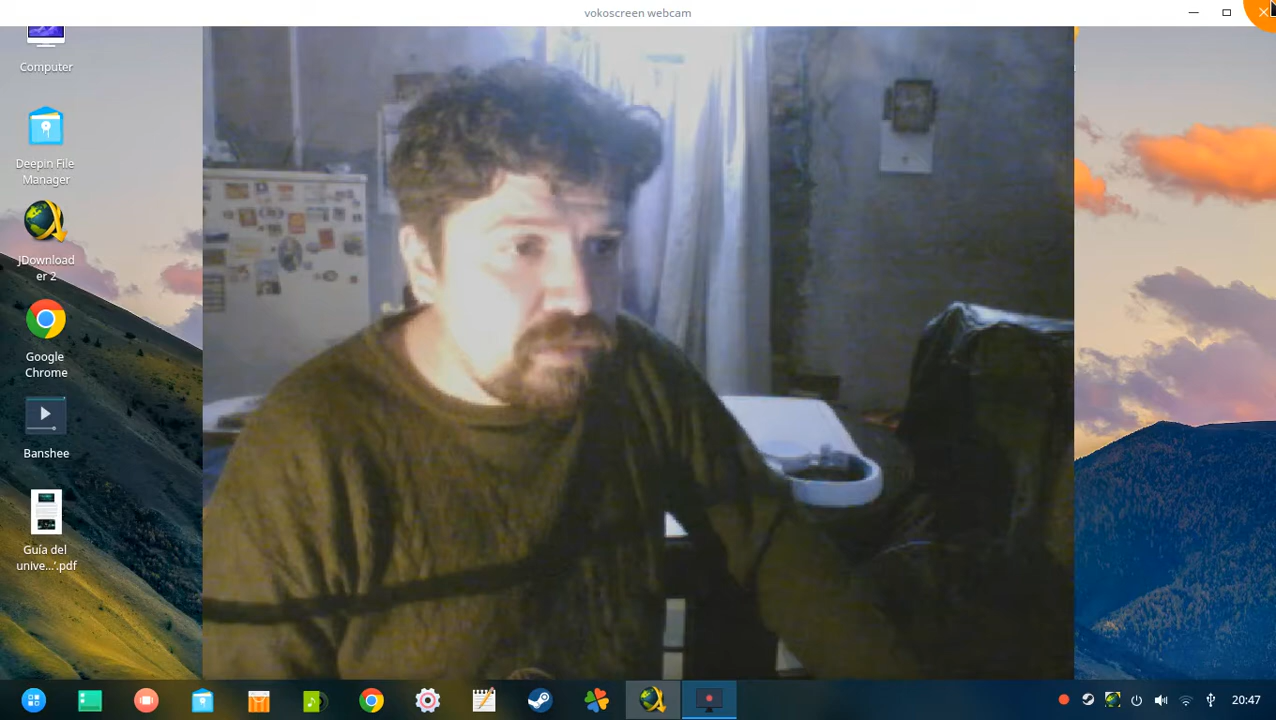 vokoscreen webcam
Computer
Deepin File
Manager
JDownload
er 2
Google
Chrome
Banshee
Guía del
unive...'.pdf
20:47